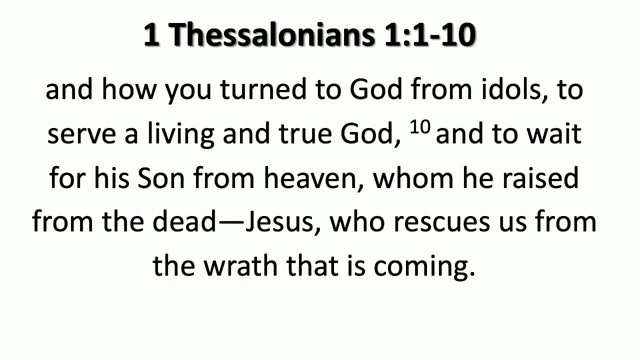 1 Thessalonians 1:1-10
and how you turned to God from idols, to
serve a living and true God, ¹⁰ and to wait
for his Son from heaven, whom he raised
from the dead—Jesus, who rescues us from
the wrath that is coming.